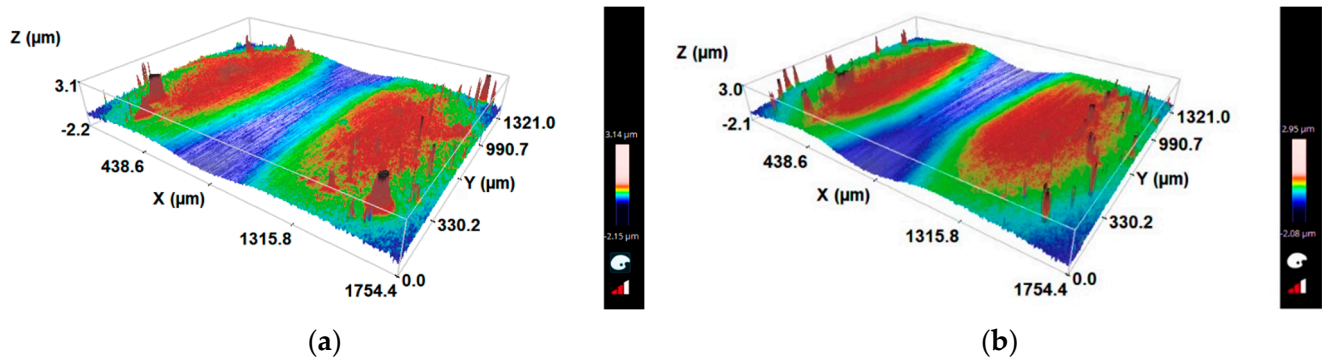 Z (µm)
3.1
-2.2
438.6
X (µm)
1315.8
1754.4
0.0
330.2
Y (µm)
990.7
1321.0
3.14 µm
-2.15 µm
(a)
Z (µm)
3.0
-2.1
438.6
X (µm)
1315.8
1754.4
0.0
330.2
Y (µm)
990.7
1321.0
2.95 µm
-2.08 µm
(b)